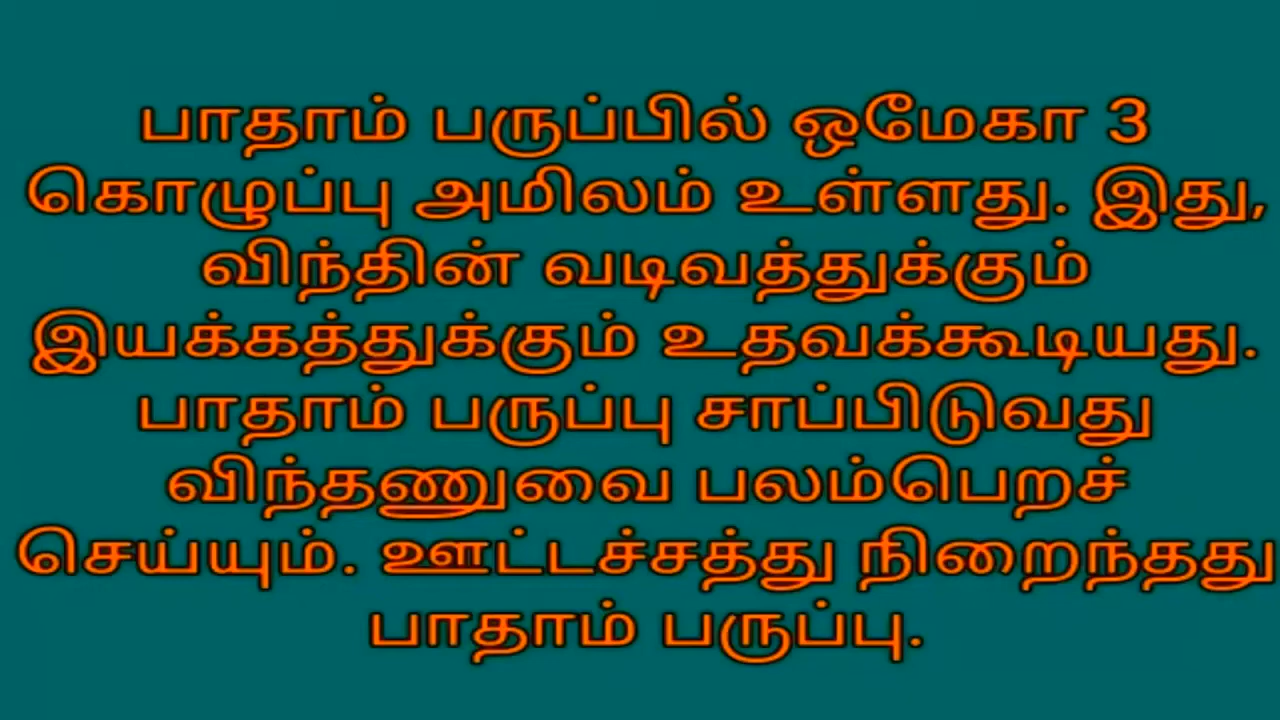 பாதாம் பருப்பில் ஒமேகா 3
கொழுப்பு அமிலம் உள்ளது. இது,
விந்தின் வடிவத்துக்கும்
இயக்கத்துக்கும் உதவக்கூடியது.
பாதாம் பருப்பு சாப்பிடுவது
விந்தணுவை பலம்பெறச்
செய்யும். ஊட்டச்சத்து நிறைந்தது
பாதாம் பருப்பு.